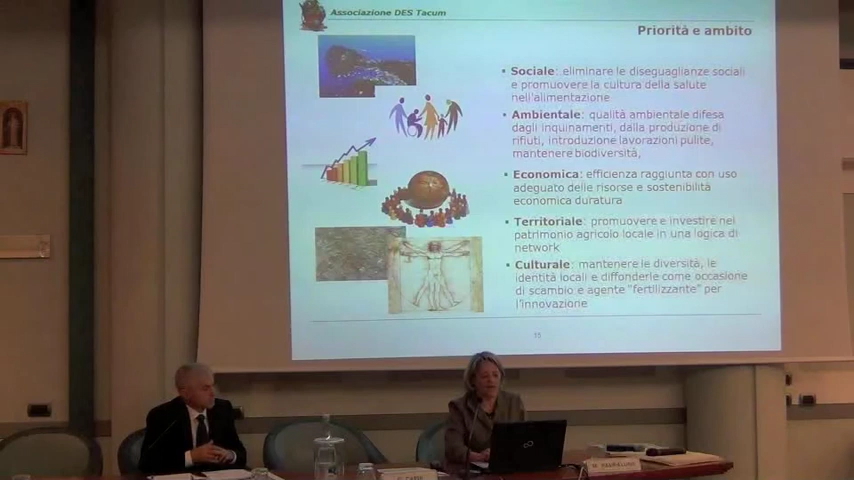 Associazione DES Tacum
Priorità e ambito
• Sociale: eliminare le diseguaglianze sociali
e promuovere la cultura della salute
nell'alimentazione
• Ambientale: qualità ambientale difesa
dagli inquinamenti, dalla produzione di
rifiuti, introduzione lavorazioni pulite,
mantenere biodiversità,
• Economica: efficienza raggiunta con uso
adeguato delle risorse e sostenibilità
economica duratura
• Territoriale: promuovere e investire nel
patrimonio agricolo locale in una logica di
network
• Culturale: mantenere le diversità, le
identità locali e diffonderle come occasione
di scambio e agente "fertilizzante" per
l'innovazione